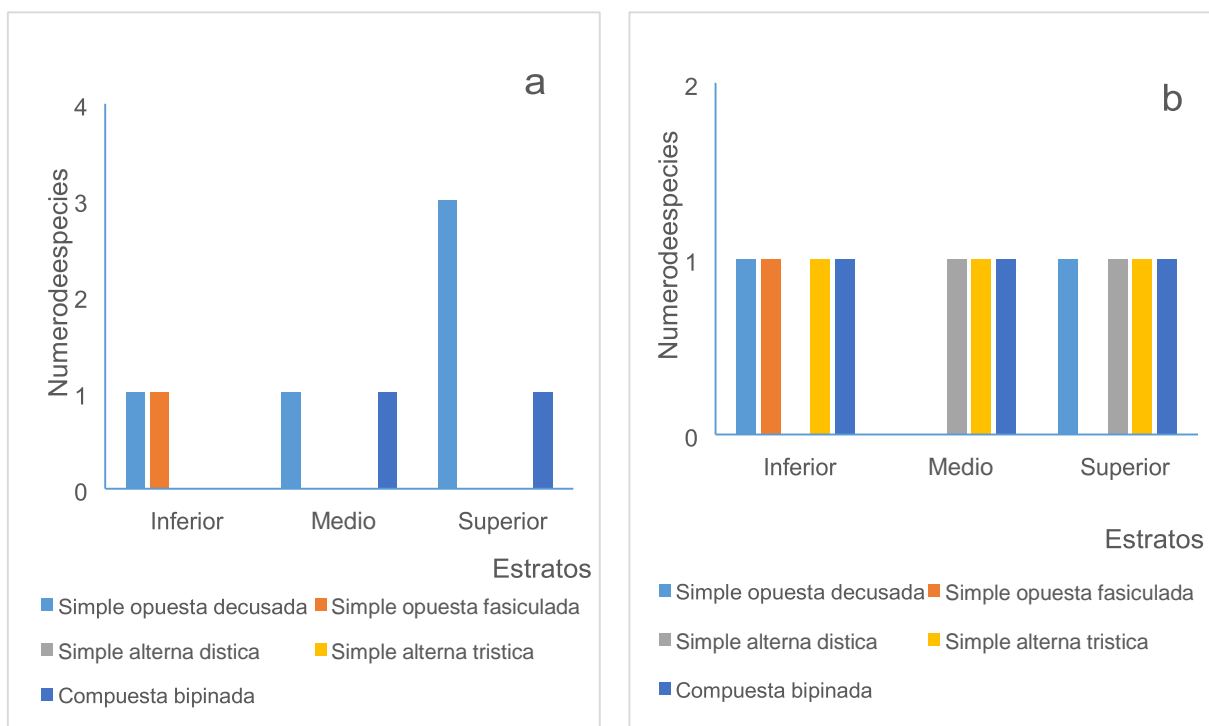 a
4
3
2
1
0
Numerodeespecies
Inferior Medio Superior
Estratos
Simple opuesta decusada Simple opuesta fasiculada
Simple alterna distica Simple alterna tristica
Compuesta bipinada
b
2
1
0
Numerodeespecies
Inferior Medio Superior
Estratos
Simple opuesta decusada Simple opuesta fasiculada
Simple alterna distica Simple alterna tristica
Compuesta bipinada